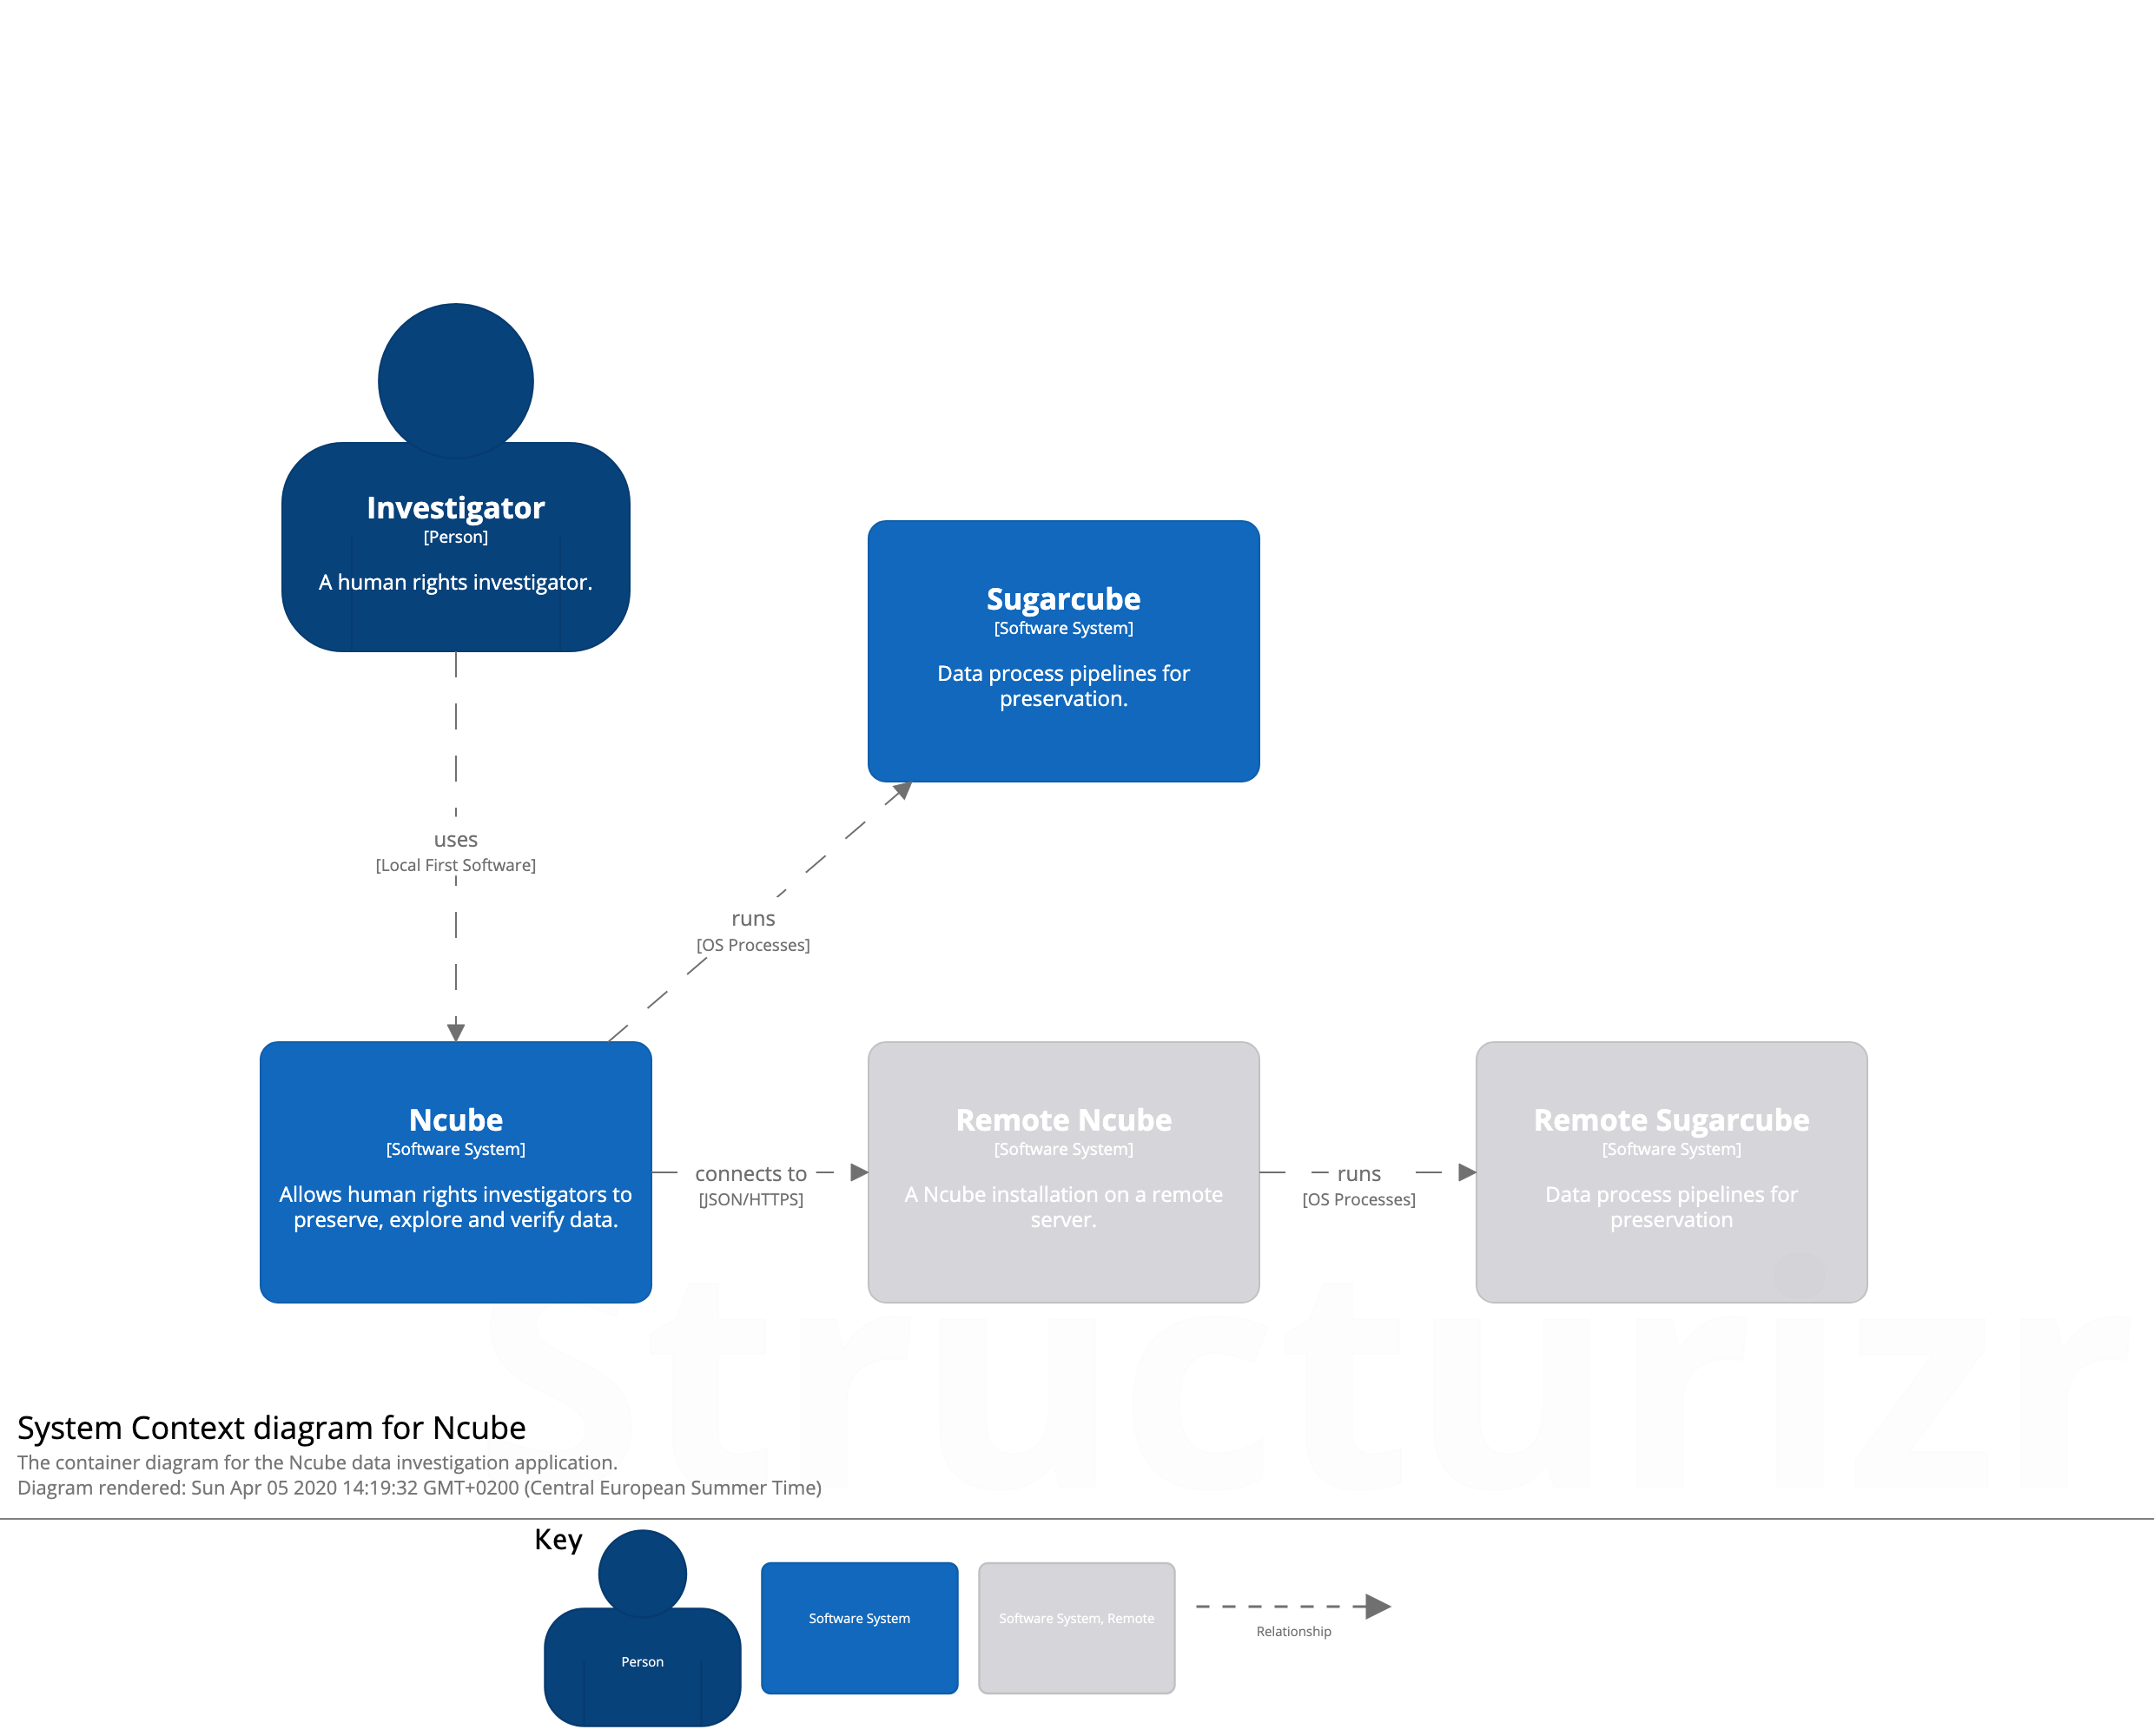 Investigator
[Person]
A human rights investigator.
Sugarcube
[Software System]
Data process pipelines for
preservation.
uses
[Local First Software]
runs
[OS Processes]
Ncube
[Software System]
Allows human rights investigators to
preserve, explore and verify data.
connects to
[JSON/HTTPS]
Remote Ncube
[Software System]
A Ncube installation on a remote
server.
runs
[OS Processes]
Remote Sugarcube
[Software System]
Data process pipelines for
preservation
Structurizr
System Context diagram for Ncube
The container diagram for the Ncube data investigation application.
Diagram rendered: Sun Apr 05 2020 14:19:32 GMT+0200 (Central European Summer Time)
Key
Person
Software System
Software System, Remote
Relationship